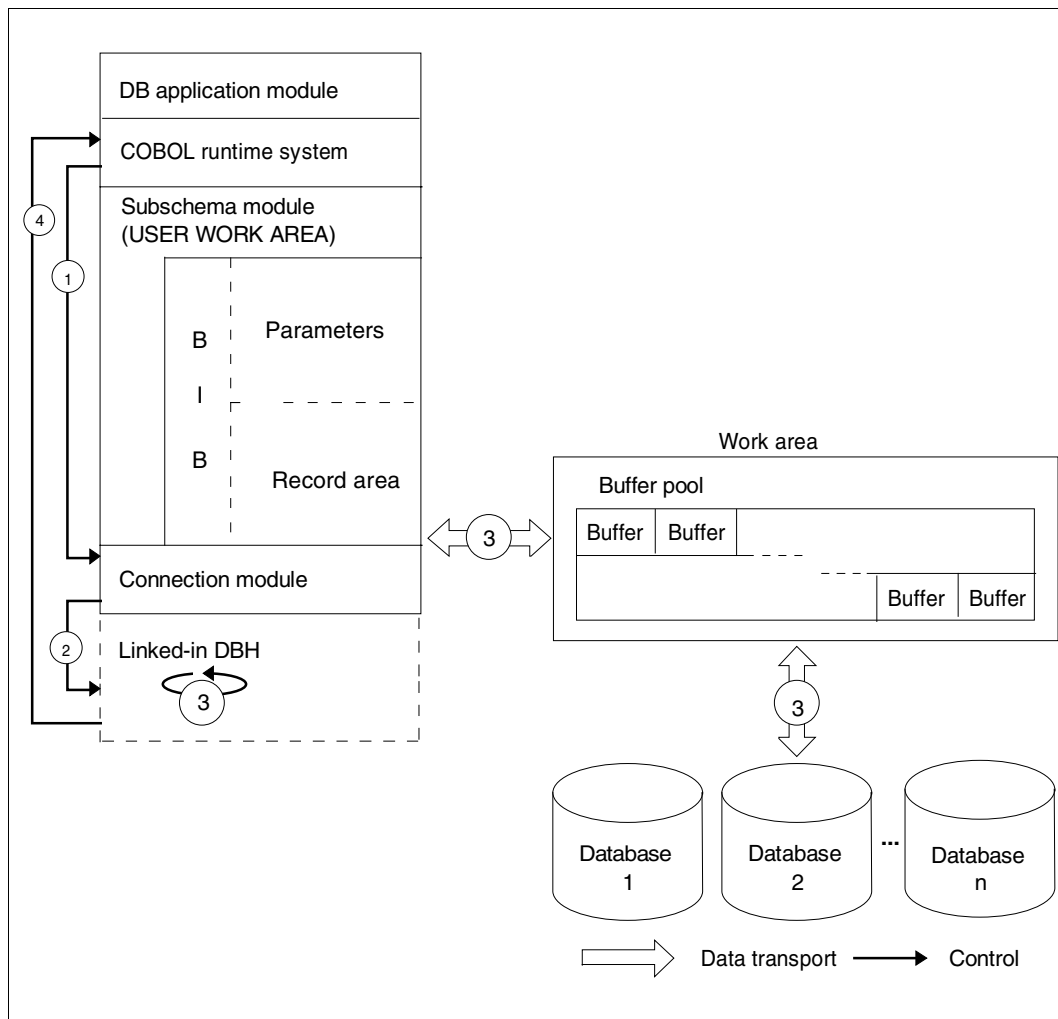 DB application module
COBOL runtime system
Subschema module
(USER WORK AREA)
4
1
B
I
B
Parameters
Record area
Connection module
2
Linked-in DBH
3
3
Work area
Buffer pool
Buffer Buffer
Buffer Buffer
3
Database
1
Database
2
...
Database
n
Data transport
Control